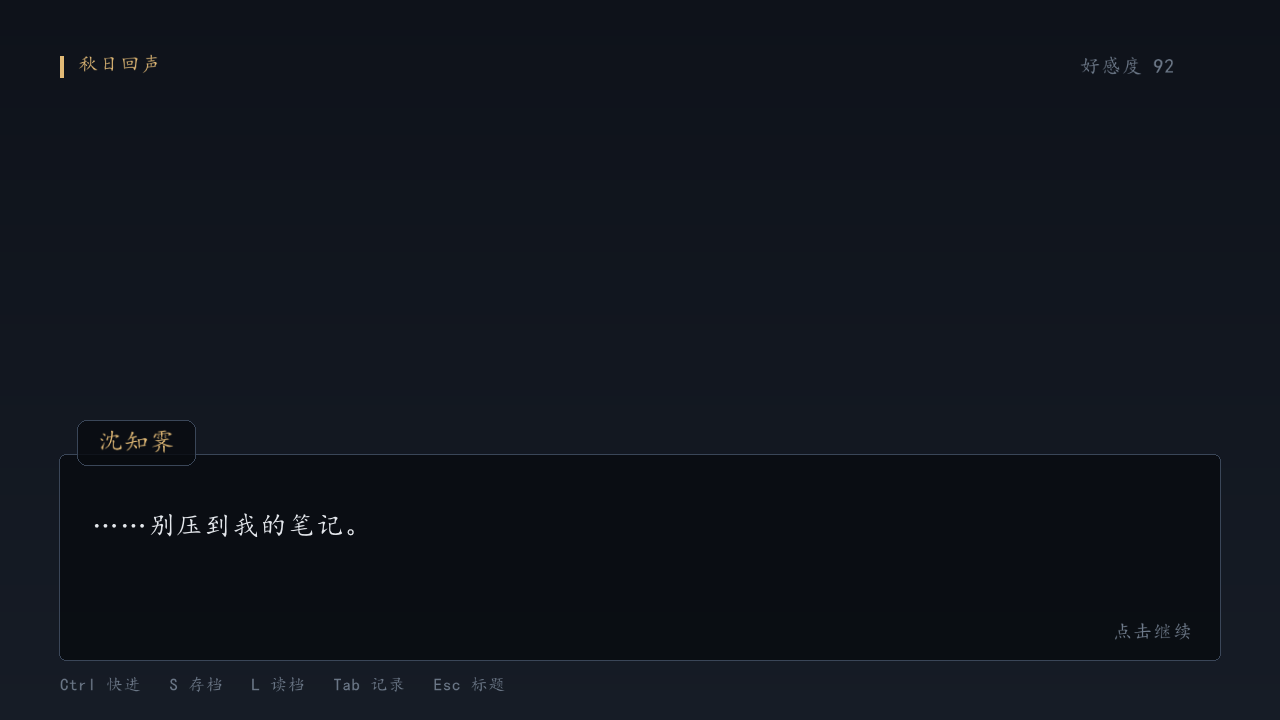 秋日回声
好感度 92
沈知霁
……别压到我的笔记。
点击继续
Ctrl 快进 S 存档 L 读档 Tab 记录 Esc 标题